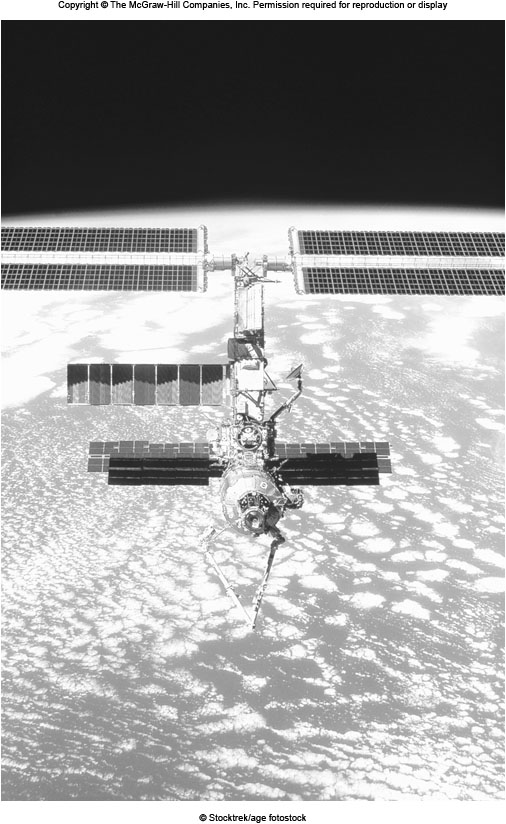 Copyright © The McGraw-Hill Companies, Inc. Permission required for reproduction or display
© Stocktrek/age fotostock